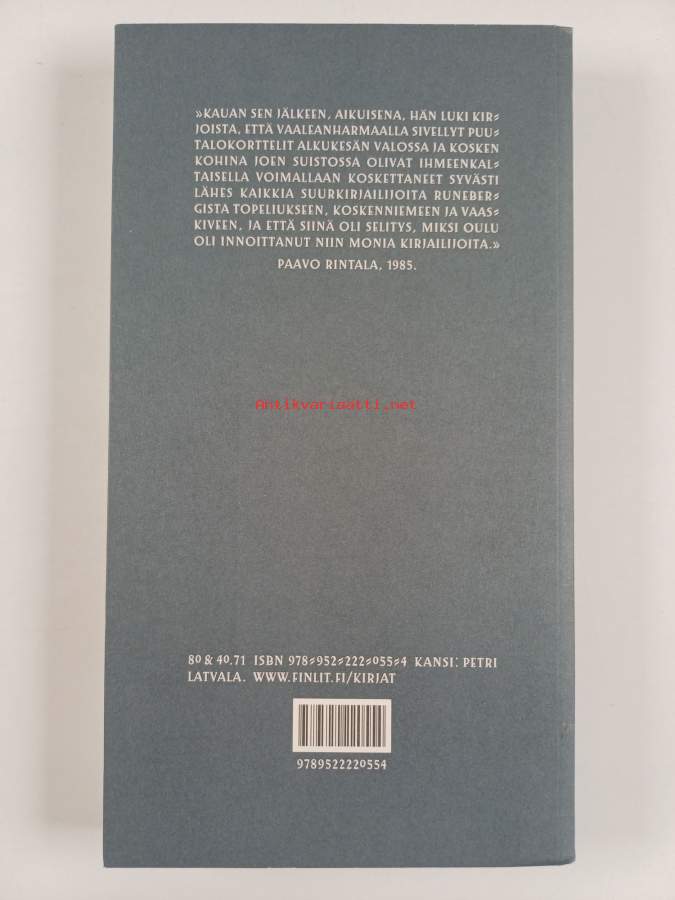 »KAUAN SEN JÄLKEEN, AIKUISENA, HÄN LUKI KIR-
JOISTA, ETTÄ VAALEANHARMAALLA SIVELLYT PUU-
TALOKORTTELIT ALKUKESÄN VALOSSA JA KOSKEN
KOHINA JOEN SUISTOSSA OLIVAT IHMEENKAL-
TAISELLA VOIMALLAAN KOSKETTANEET SYVÄSTI
LÄHES KAIKKIA SUURKIRJAILIJOITA RUNEBER-
GISTA TOPELIUKSEEN, KOSKENNIEMEEN JA VAAS-
KIVEEN, JA ETTÄ SIINÄ OLI SELITYS, MIKSI OULU
OLI INNOITTANUT NIIN MONIA KIRJAILIJOITA.»
PAAVO RINTALA, 1985.
Antikvariaatti.net
80 & 40.71 ISBN 978-952-222-055-4 KANSI: PETRI
LATVALA. WWW.FINLIT.FI/KIRJAT
9789522220554